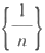 { 𝟙 / n }